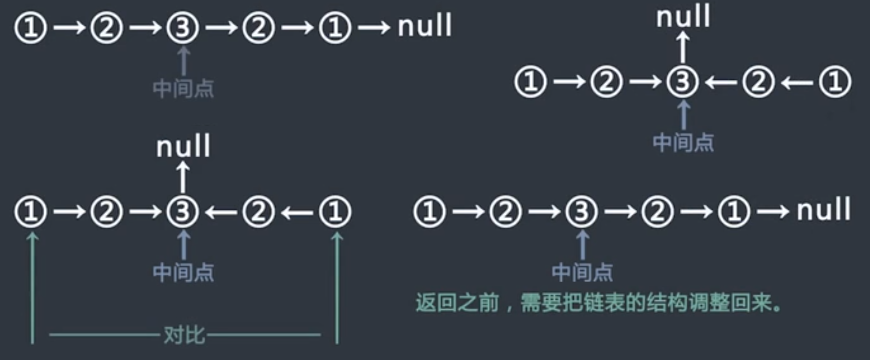 ①→②→③→②→①→null
中间点
null
①→②→③←②←①
中间点
null
①→②→③←②←①
中间点
对比
①→②→③→②→①→null
中间点
返回之前，需要把链表的结构调整回来。